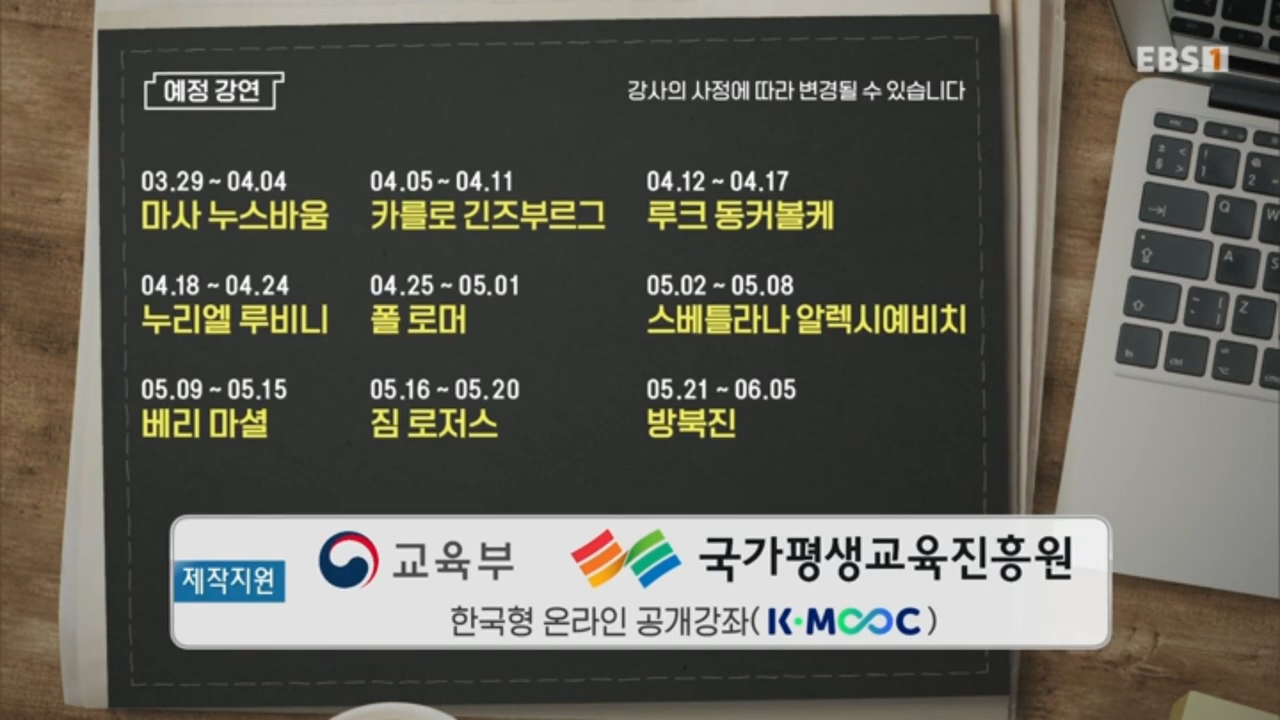 EBS1
예정 강연
강사의 사정에 따라 변경될 수 있습니다
03.29 ~ 04.04
마사 누스바움
04.05 ~ 04.11
카를로 긴즈부르그
04.12 ~ 04.17
루크 동커볼케
04.18 ~ 04.24
누리엘 루비니
04.25 ~ 05.01
폴 로머
05.02 ~ 05.08
스베틀라나 알렉시예비치
05.09 ~ 05.15
베리 마셜
05.16 ~ 05.20
짐 로저스
05.21 ~ 06.05
방북진
제작지원
교육부
국가평생교육진흥원
한국형 온라인 공개강좌( K·MOOC )